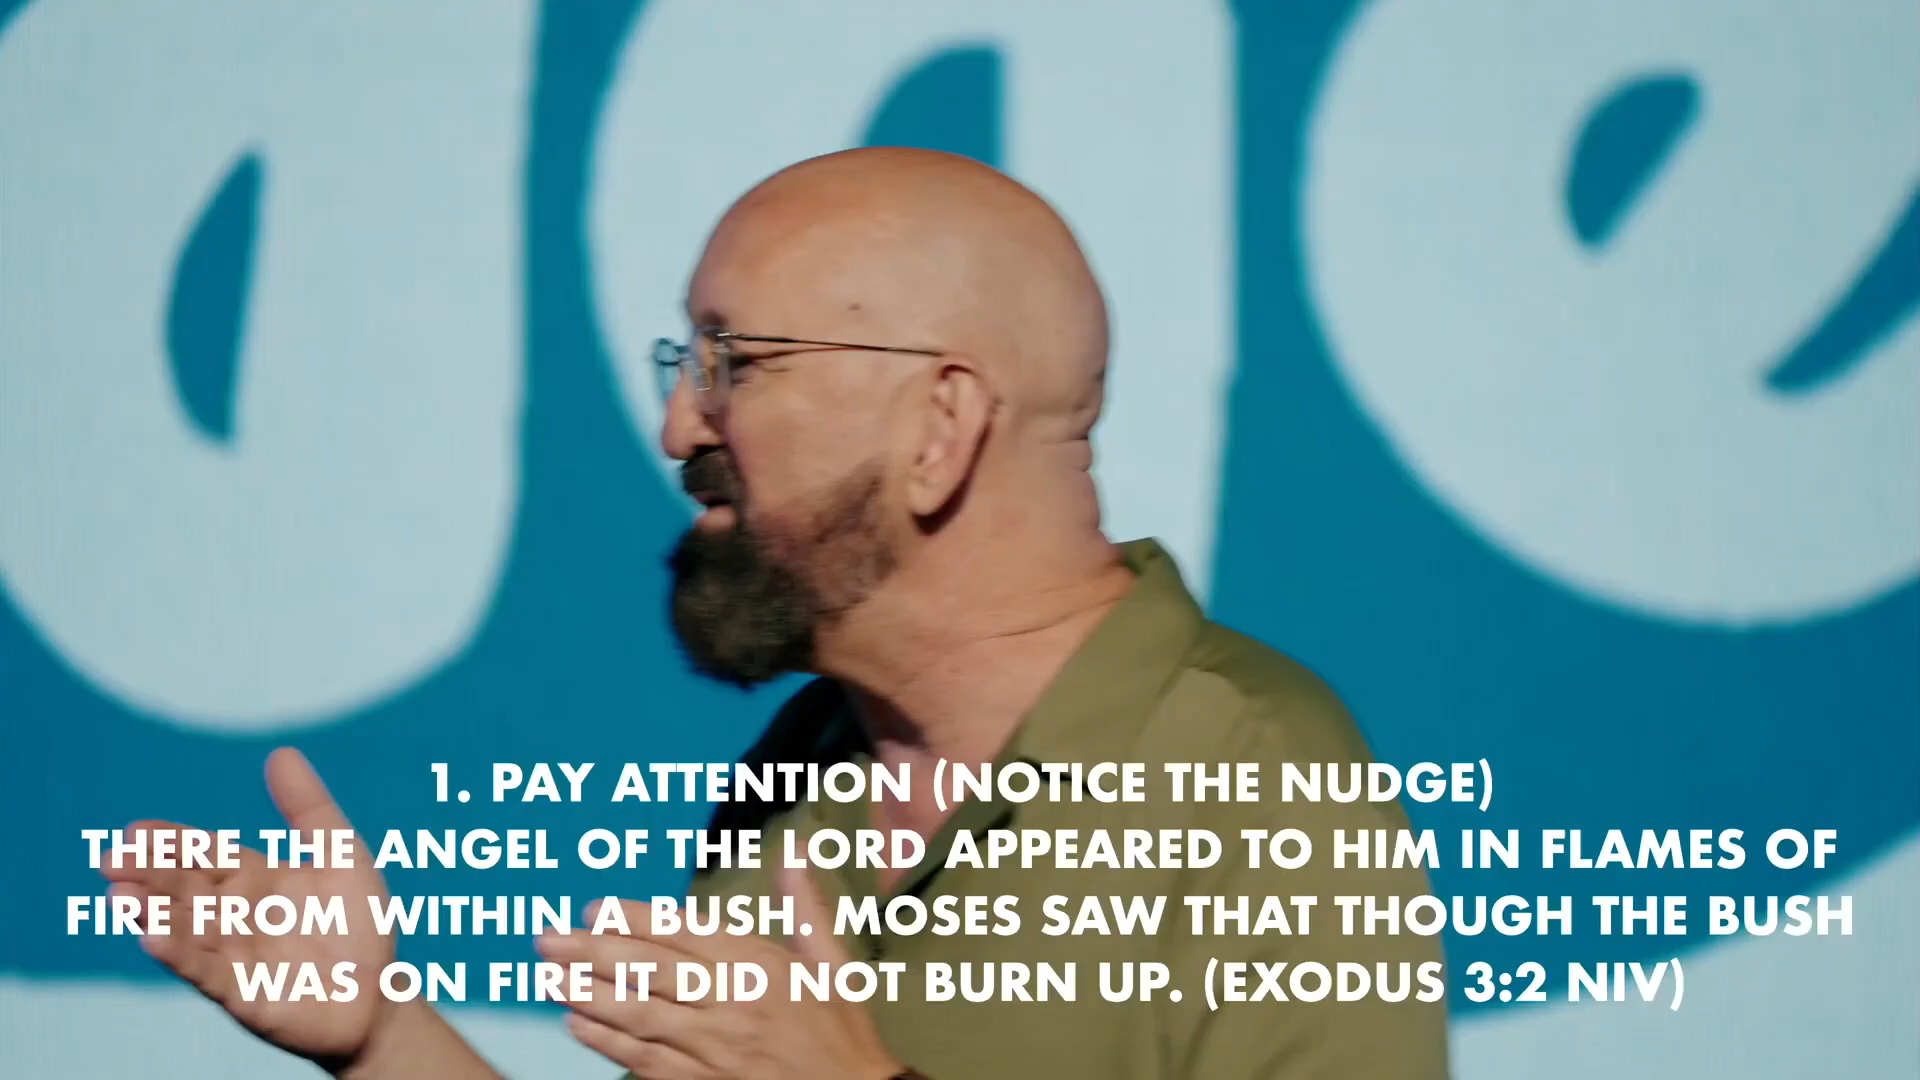 1. PAY ATTENTION (NOTICE THE NUDGE)
THERE THE ANGEL OF THE LORD APPEARED TO HIM IN FLAMES OF
FIRE FROM WITHIN A BUSH. MOSES SAW THAT THOUGH THE BUSH
WAS ON FIRE IT DID NOT BURN UP. (EXODUS 3:2 NIV)